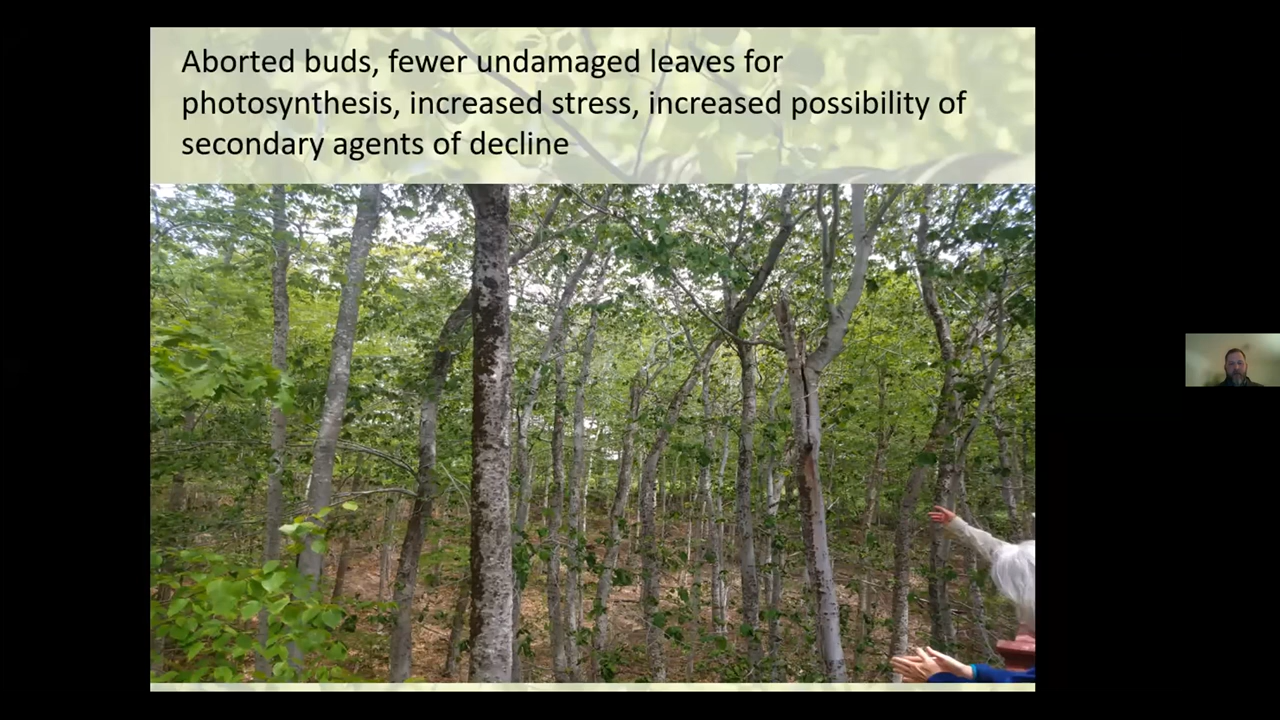 Aborted buds, fewer undamaged leaves for
photosynthesis, increased stress, increased possibility of
secondary agents of decline